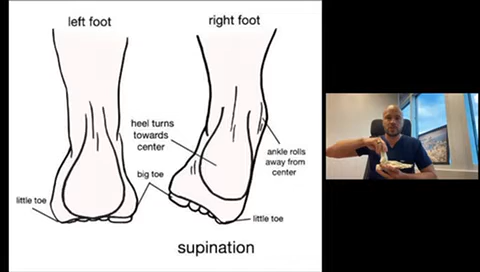 left foot
right foot
heel turns
towards
center
ankle rolls
away from
center
big toe
little toe
little toe
supination